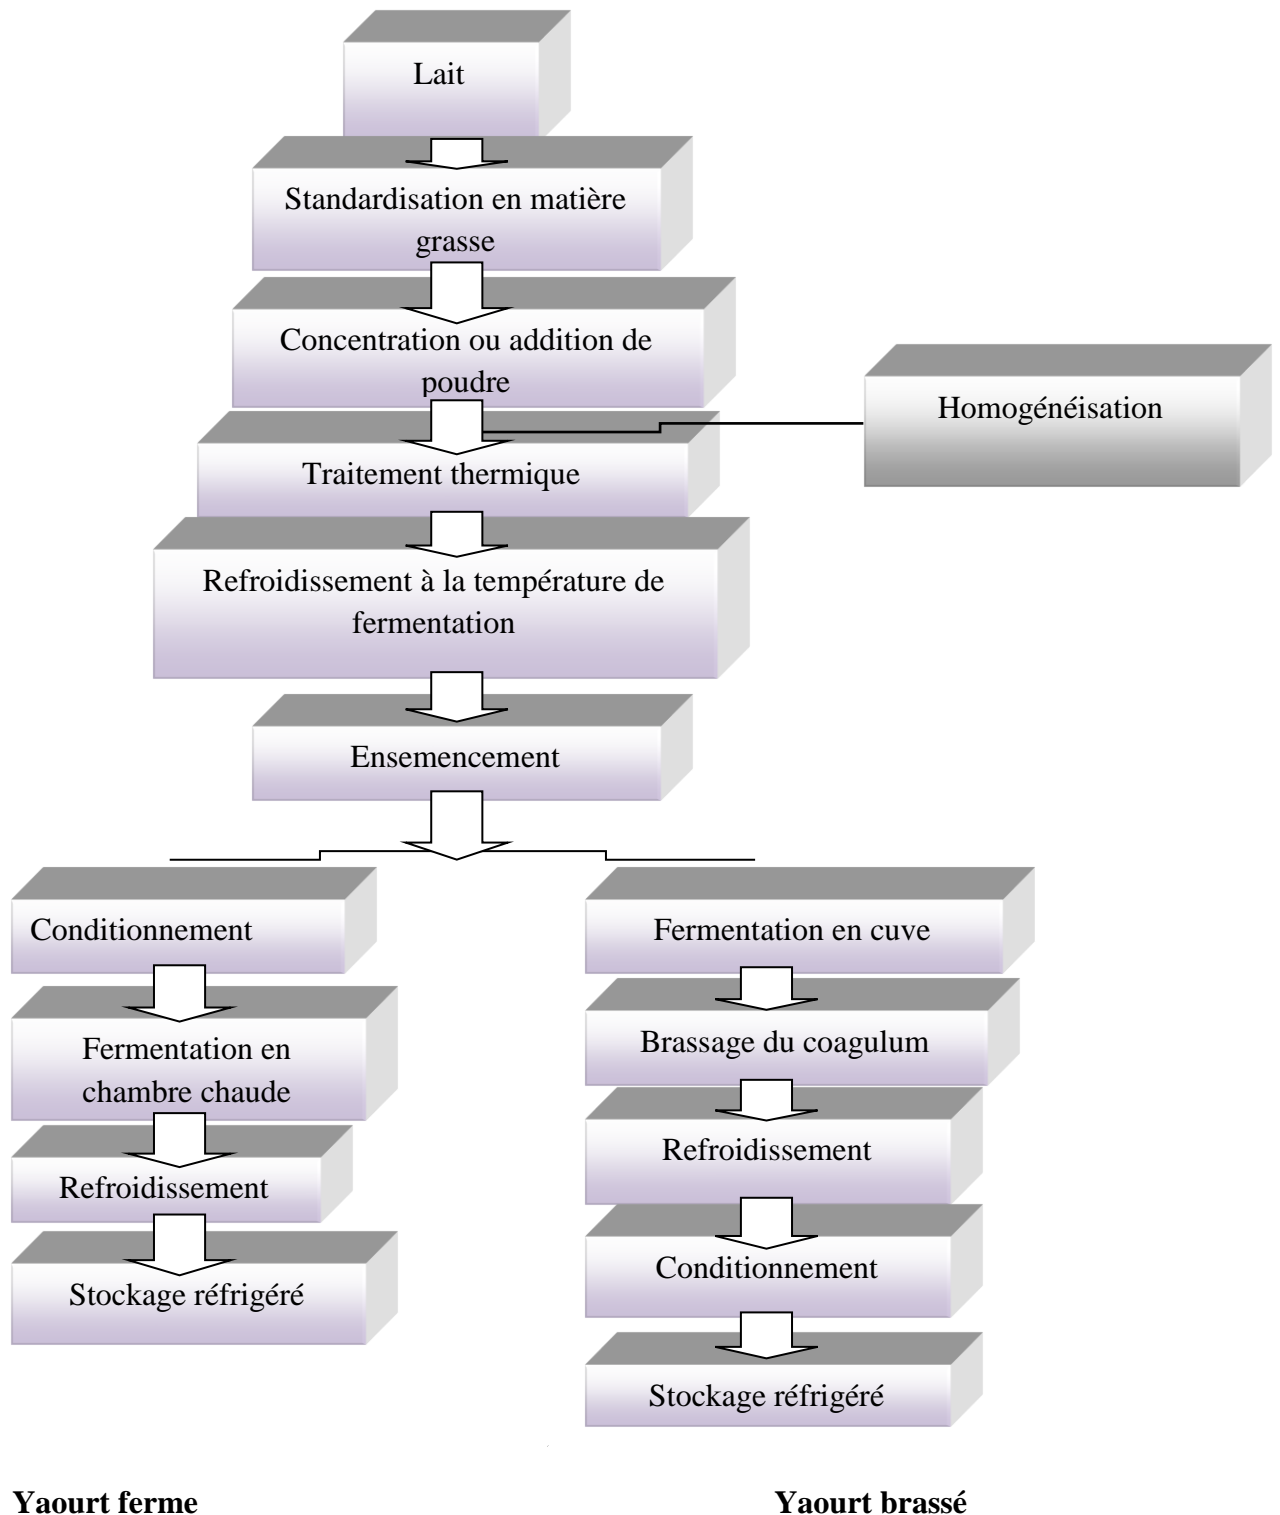 Lait
Standardisation en matière
grasse
Concentration ou addition de
poudre
Homogénéisation
Traitement thermique
Refroidissement à la température de
fermentation
Ensemencement
Conditionnement
Fermentation en
chambre chaude
Refroidissement
Stockage réfrigéré
Fermentation en cuve
Brassage du coagulum
Refroidissement
Conditionnement
Stockage réfrigéré
Yaourt ferme
Yaourt brassé